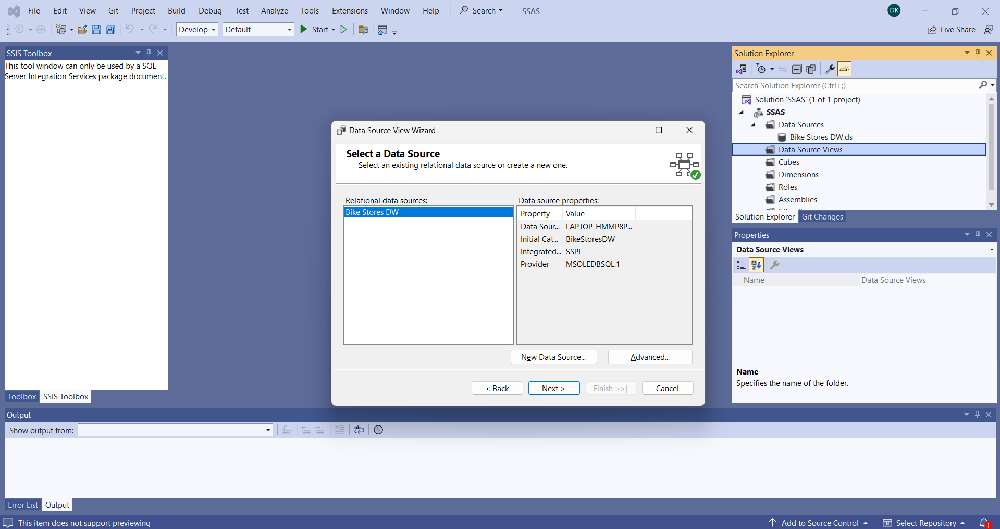 File Edit View Git Project Build Debug Test Analyze Tools Extensions Window Help Search SSAS DK
Develop Default Start Live Share
SSIS Toolbox
This tool window can only be used by a SQL
Server Integration Services package document.
Toolbox SSIS Toolbox
Data Source View Wizard
Select a Data Source
Select an existing relational data source or create a new one.
Relational data sources:
Bike Stores DW
Data source properties:
Property Value
Data Sour... LAPTOP-HMMP8P...
Initial Cat... BikeStoresDW
Integrated... SSPI
Provider MSOLEDBSQL.1
New Data Source... Advanced...
< Back Next > Finish >>| Cancel
Solution Explorer
Search Solution Explorer (Ctrl+;)
Solution 'SSAS' (1 of 1 project)
SSAS
Data Sources
Bike Stores DW.ds
Data Source Views
Cubes
Dimensions
Roles
Assemblies
Solution Explorer Git Changes
Properties
Data Source Views
Name Data Source Views
Name
Specifies the name of the folder.
Output
Show output from:
Error List Output
This item does not support previewing Add to Source Control Select Repository 1